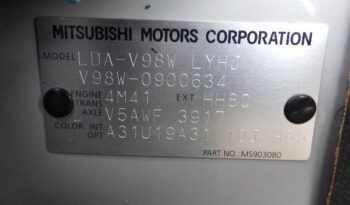 MITSUBISHI MOTORS CORPORATION
MODEL LDA-V98W LYHJ
V98W-0900634
ENGINE 4M41 EXT HH8C
TRANS AXLE V5AWF 3917
COLOR. INT OPT A31U19A31
PART NO. M5903080